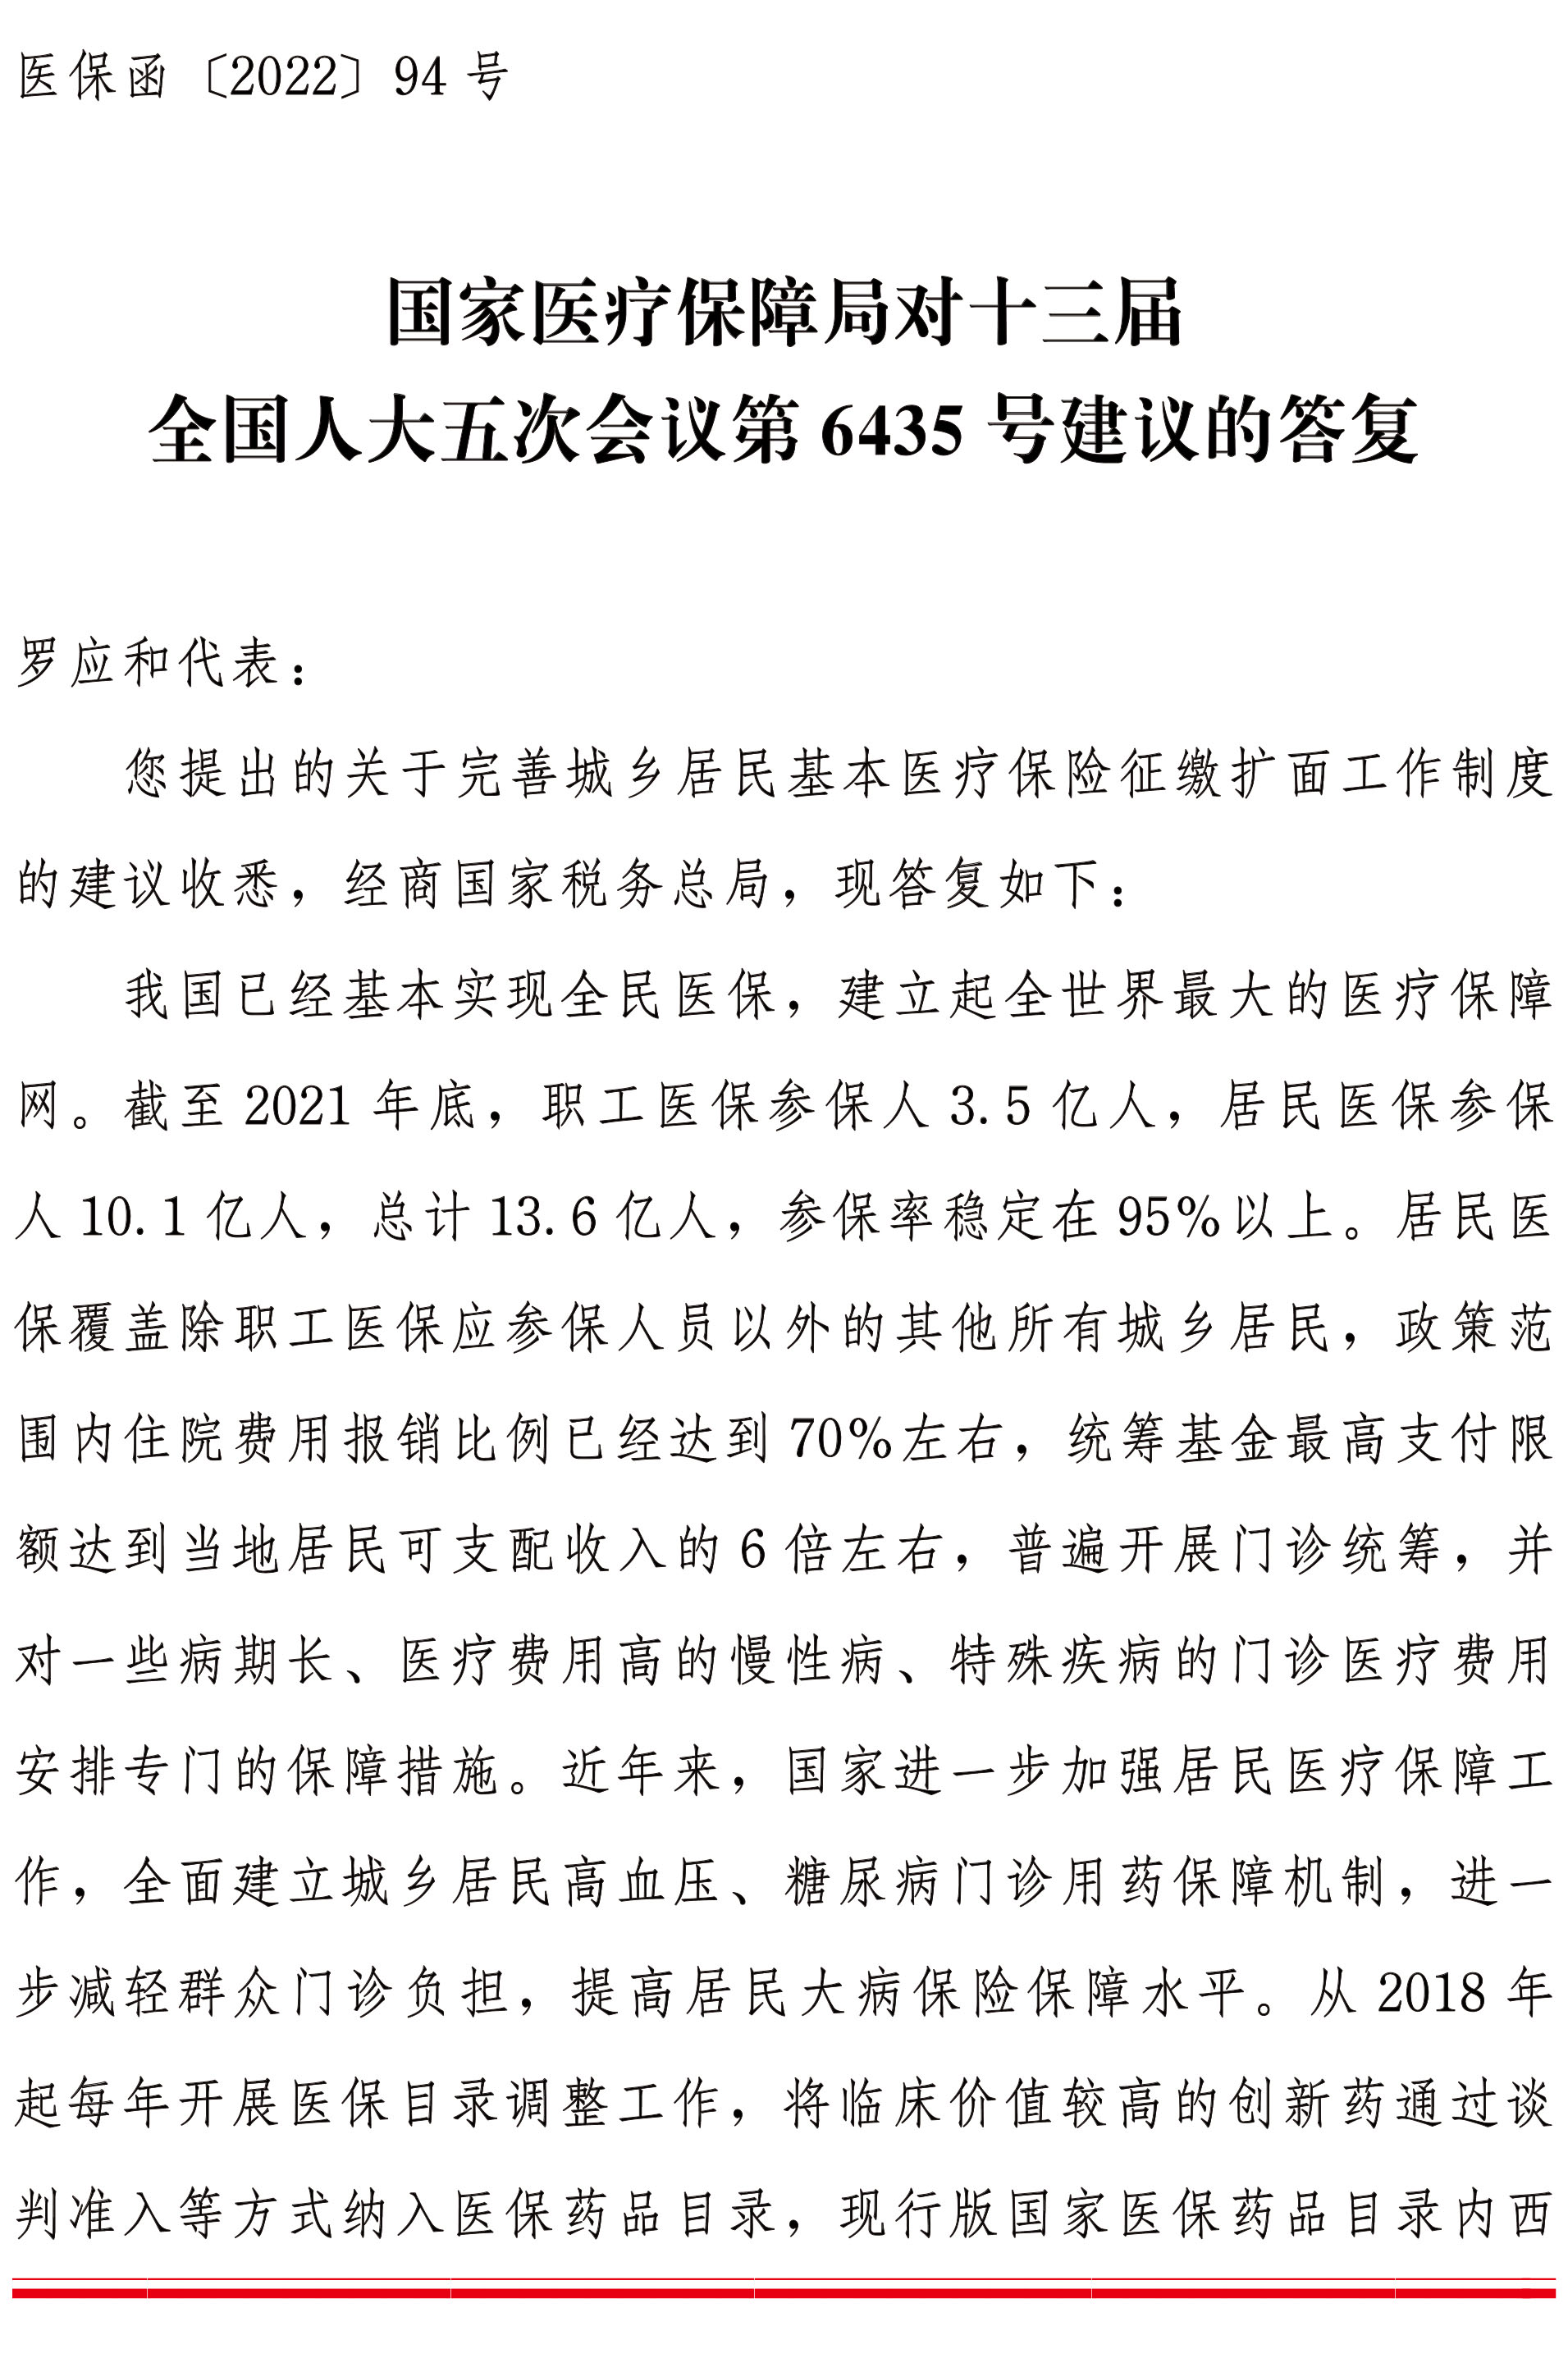 医保函〔2022〕94 号
国家医疗保障局对十三届
全国人大五次会议第 6435 号建议的答复
罗应和代表：
您提出的关于完善城乡居民基本医疗保险征缴扩面工作制度
的建议收悉，经商国家税务总局，现答复如下：
我国已经基本实现全民医保，建立起全世界最大的医疗保障
网。截至 2021 年底，职工医保参保人 3.5 亿人，居民医保参保
人 10.1 亿人，总计 13.6 亿人，参保率稳定在 95%以上。居民医
保覆盖除职工医保应参保人员以外的其他所有城乡居民，政策范
围内住院费用报销比例已经达到 70%左右，统筹基金最高支付限
额达到当地居民可支配收入的 6 倍左右，普遍开展门诊统筹，并
对一些病期长、医疗费用高的慢性病、特殊疾病的门诊医疗费用
安排专门的保障措施。近年来，国家进一步加强居民医疗保障工
作，全面建立城乡居民高血压、糖尿病门诊用药保障机制，进一
步减轻群众门诊负担，提高居民大病保险保障水平。从 2018 年
起每年开展医保目录调整工作，将临床价值较高的创新药通过谈
判准入等方式纳入医保药品目录，现行版国家医保药品目录内西